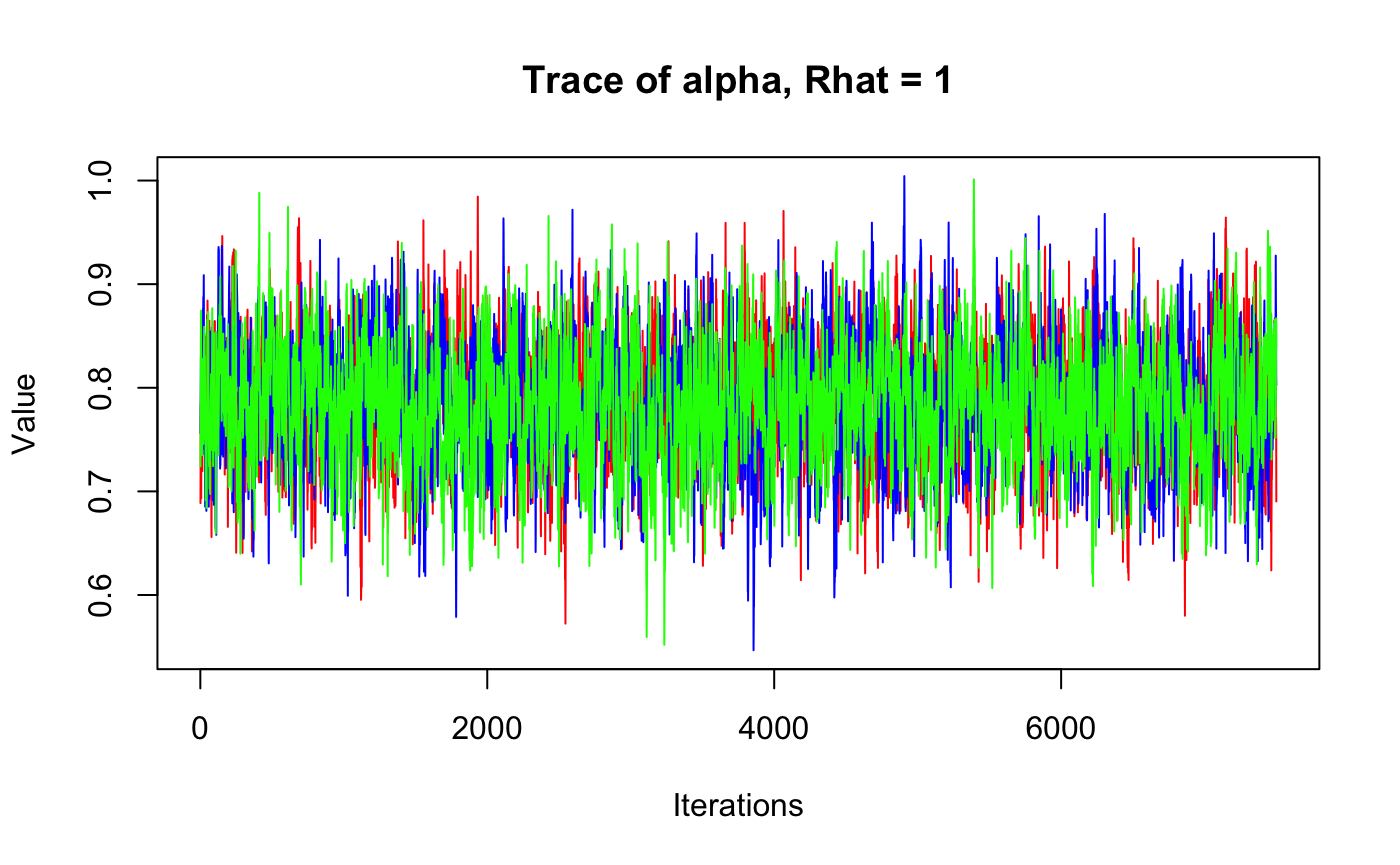 Trace of alpha, Rhat = 1
1.0
0.9
0.8
0.7
0.6
Value
0 2000 4000 6000
Iterations